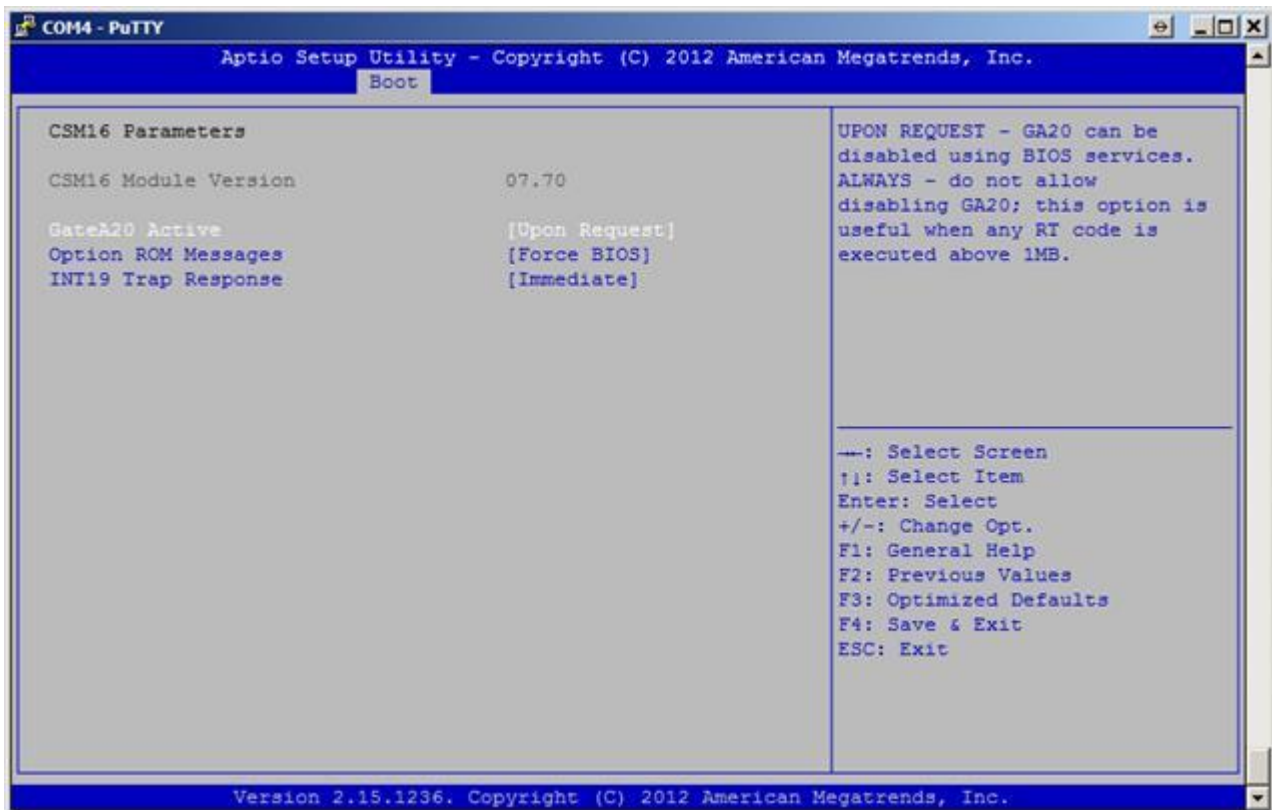 COM4 - PuTTY
Aptio Setup Utility - Copyright (C) 2012 American Megatrends, Inc.
Boot
CSM16 Parameters
CSM16 Module Version 07.70
GateA20 Active [Upon Request]
Option ROM Messages [Force BIOS]
INT19 Trap Response [Immediate]
UPON REQUEST - GA20 can be
disabled using BIOS services.
ALWAYS - do not allow
disabling GA20; this option is
useful when any RT code is
executed above 1MB.
→←: Select Screen
↑↓: Select Item
Enter: Select
+/-: Change Opt.
F1: General Help
F2: Previous Values
F3: Optimized Defaults
F4: Save & Exit
ESC: Exit
Version 2.15.1236. Copyright (C) 2012 American Megatrends, Inc.